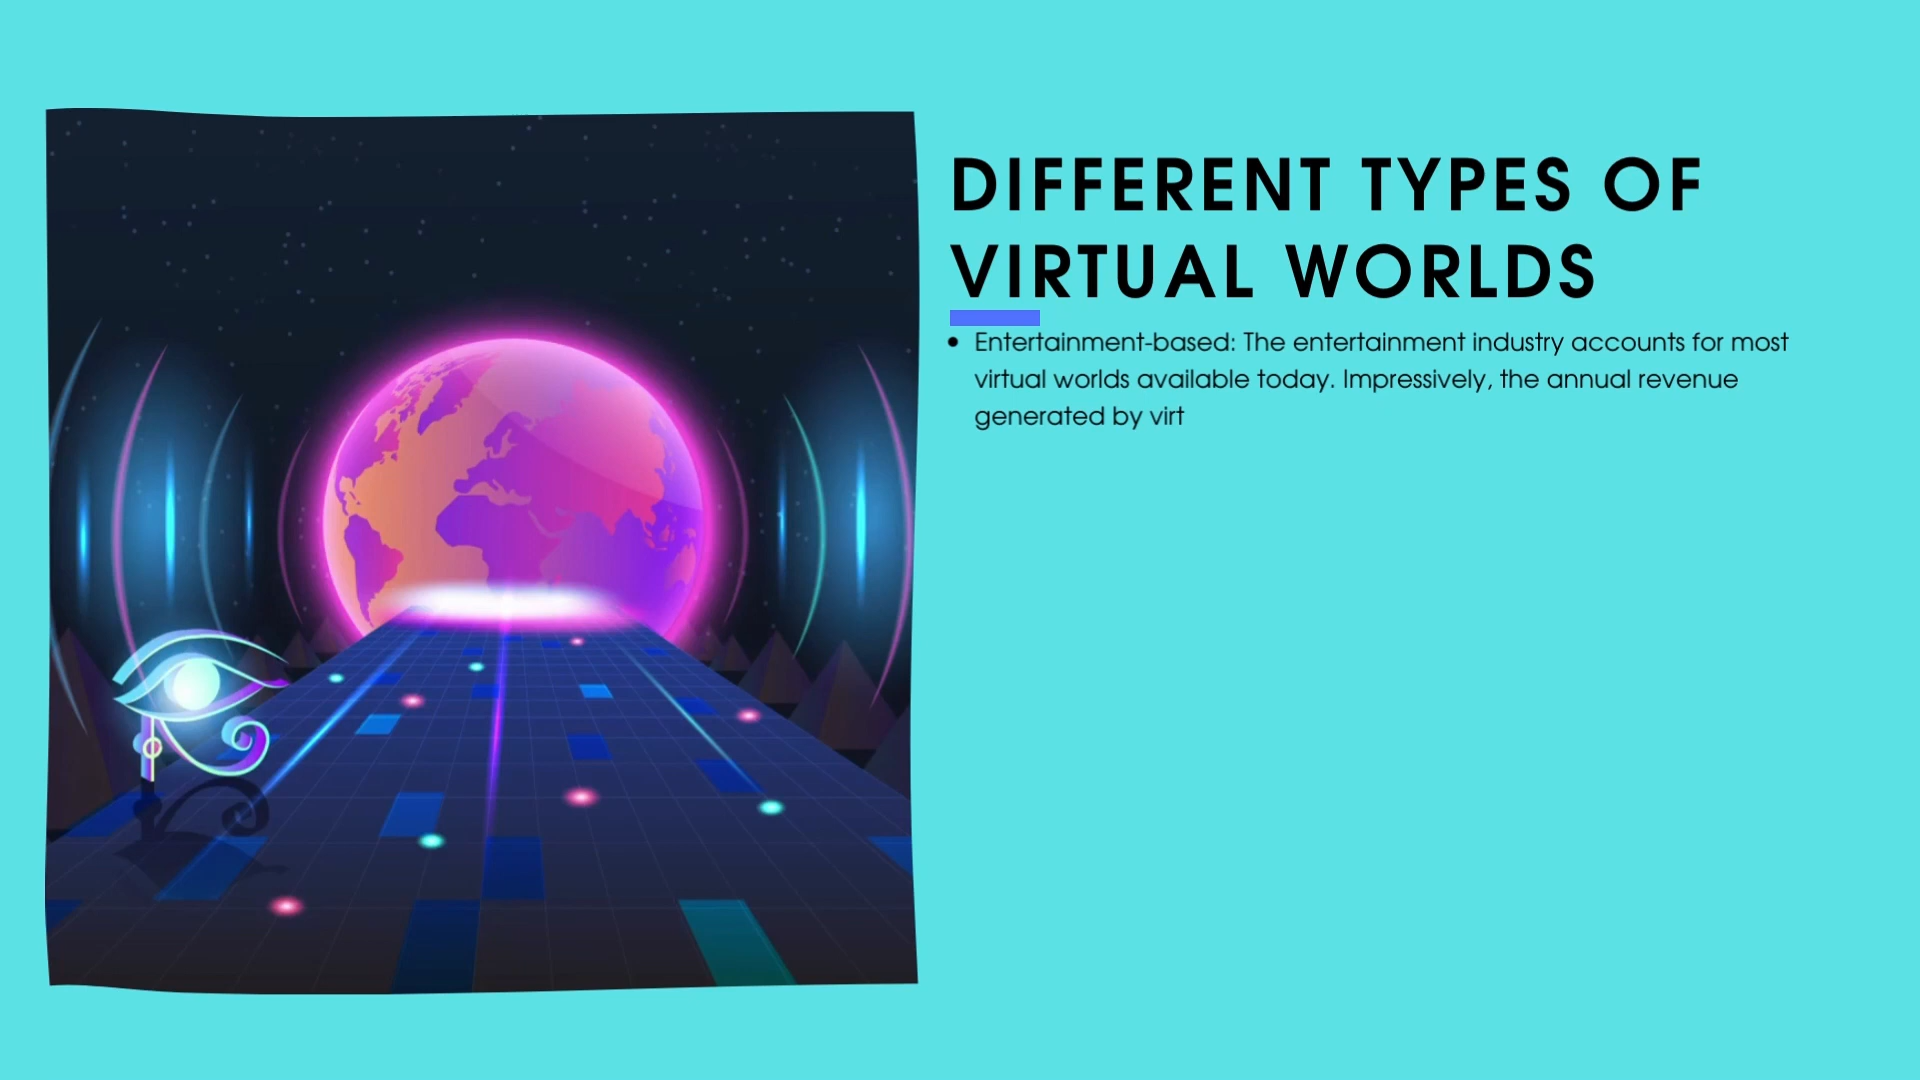 DIFFERENT TYPES OF
VIRTUAL WORLDS
• Entertainment-based: The entertainment industry accounts for most
virtual worlds available today. Impressively, the annual revenue
generated by virt